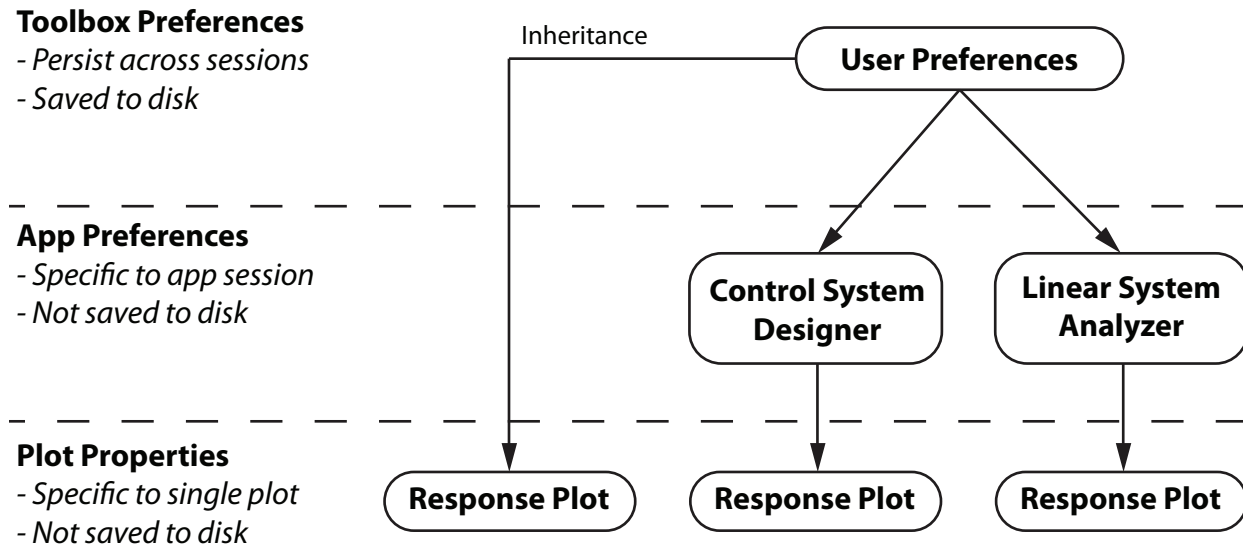 Toolbox Preferences
- Persist across sessions
- Saved to disk
Inheritance
User Preferences
App Preferences
- Specific to app session
- Not saved to disk
Control System
Designer
Linear System
Analyzer
Plot Properties
- Specific to single plot
- Not saved to disk
Response Plot
Response Plot
Response Plot